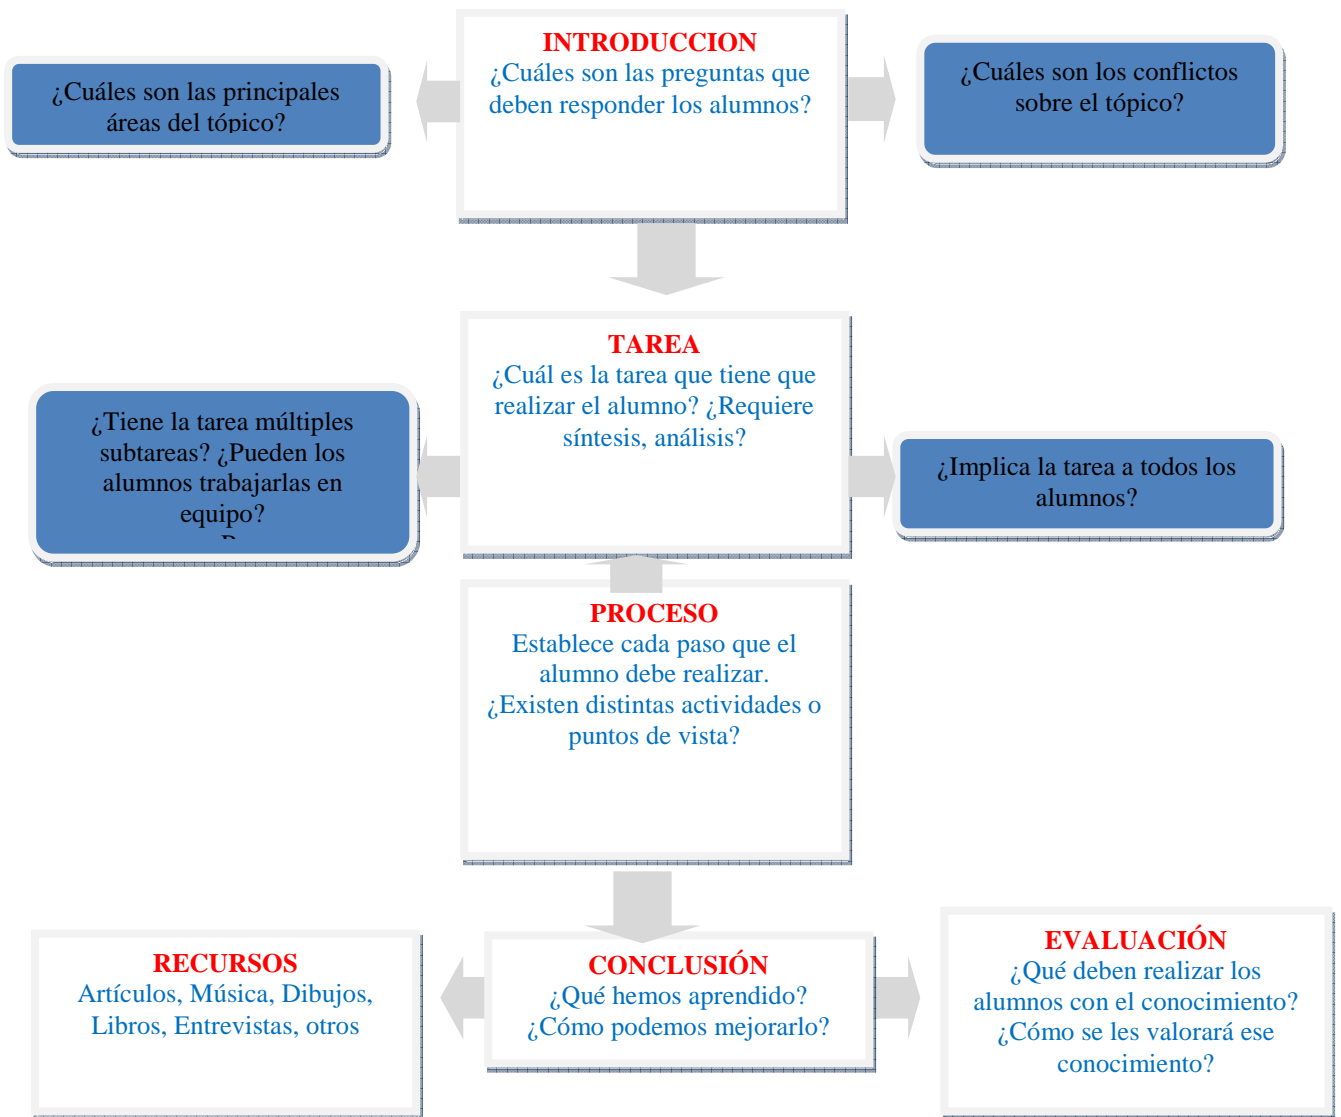 INTRODUCCION
¿Cuáles son las preguntas que
deben responder los alumnos?
¿Cuáles son las principales
áreas del tópico?
¿Cuáles son los conflictos
sobre el tópico?
TAREA
¿Cuál es la tarea que tiene que
realizar el alumno? ¿Requiere
síntesis, análisis?
¿Tiene la tarea múltiples
subtareas? ¿Pueden los
alumnos trabajarlas en
equipo?
¿Implica la tarea a todos los
alumnos?
PROCESO
Establece cada paso que el
alumno debe realizar.
¿Existen distintas actividades o
puntos de vista?
RECURSOS
Artículos, Música, Dibujos,
Libros, Entrevistas, otros
CONCLUSIÓN
¿Qué hemos aprendido?
¿Cómo podemos mejorarlo?
EVALUACIÓN
¿Qué deben realizar los
alumnos con el conocimiento?
¿Cómo se les valorará ese
conocimiento?